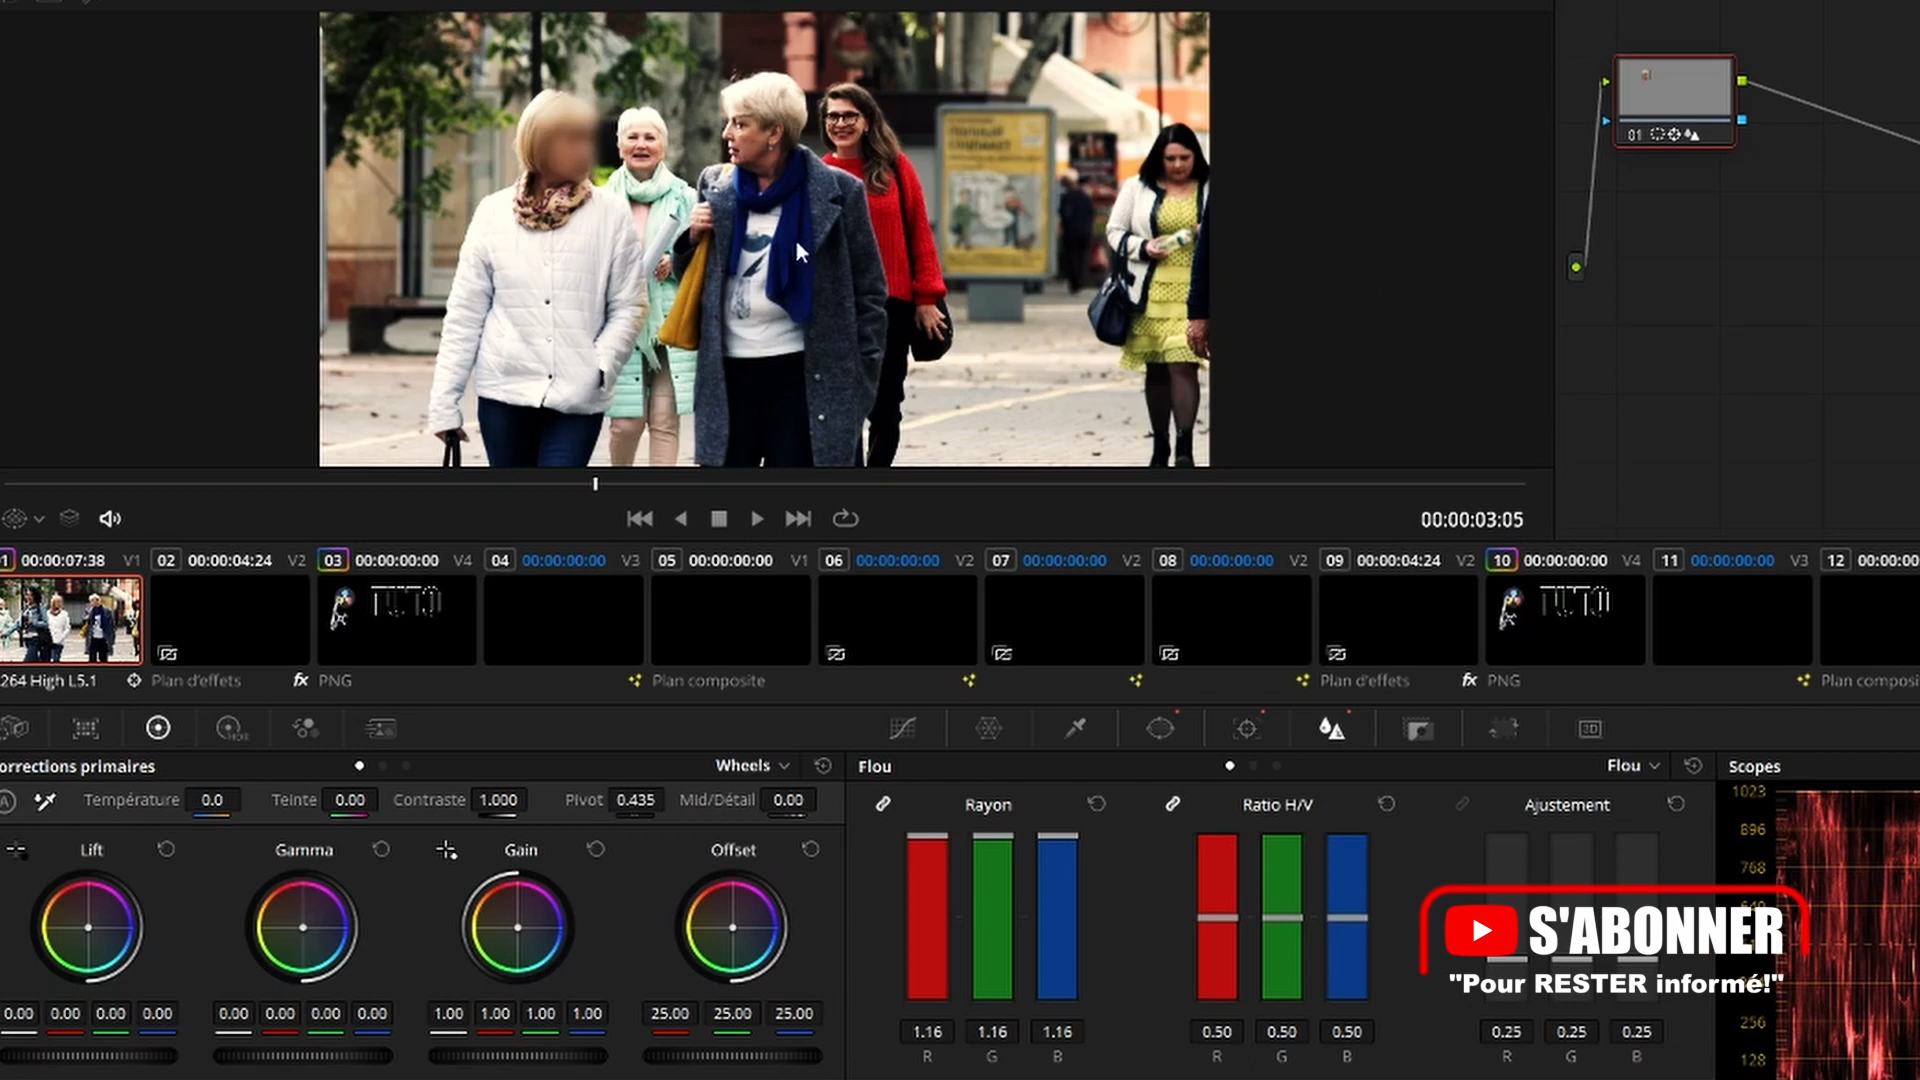 01
00:00:03:05
00:00:07:38 V1
02 00:00:04:24 V2
03 00:00:00:00 V4
04 00:00:00:00 V3
05 00:00:00:00 V1
06 00:00:00:00 V2
07 00:00:00:00 V2
08 00:00:00:00 V2
09 00:00:04:24 V2
10 00:00:00:00 V4
11 00:00:00:00 V3
12 00:00:00
TUTO
TUTO
264 High L5.1
Plan d'effets
fx PNG
Plan composite
Plan d'effets
fx PNG
Plan composi
HDR
3D
orrections primaires
Wheels
Flou
Flou
Scopes
A
Température 0.0
Teinte 0.00
Contraste 1.000
Pivot 0.435
Mid/Détail 0.00
Rayon
Ratio H/V
Ajustement
Lift
Gamma
Gain
Offset
0.00 0.00 0.00 0.00
0.00 0.00 0.00 0.00
1.00 1.00 1.00 1.00
25.00 25.00 25.00
1.16 1.16 1.16
R G B
0.50 0.50 0.50
R G B
0.25 0.25 0.25
R G B
1023
896
768
256
128
S'ABONNER
"Pour RESTER informé!"